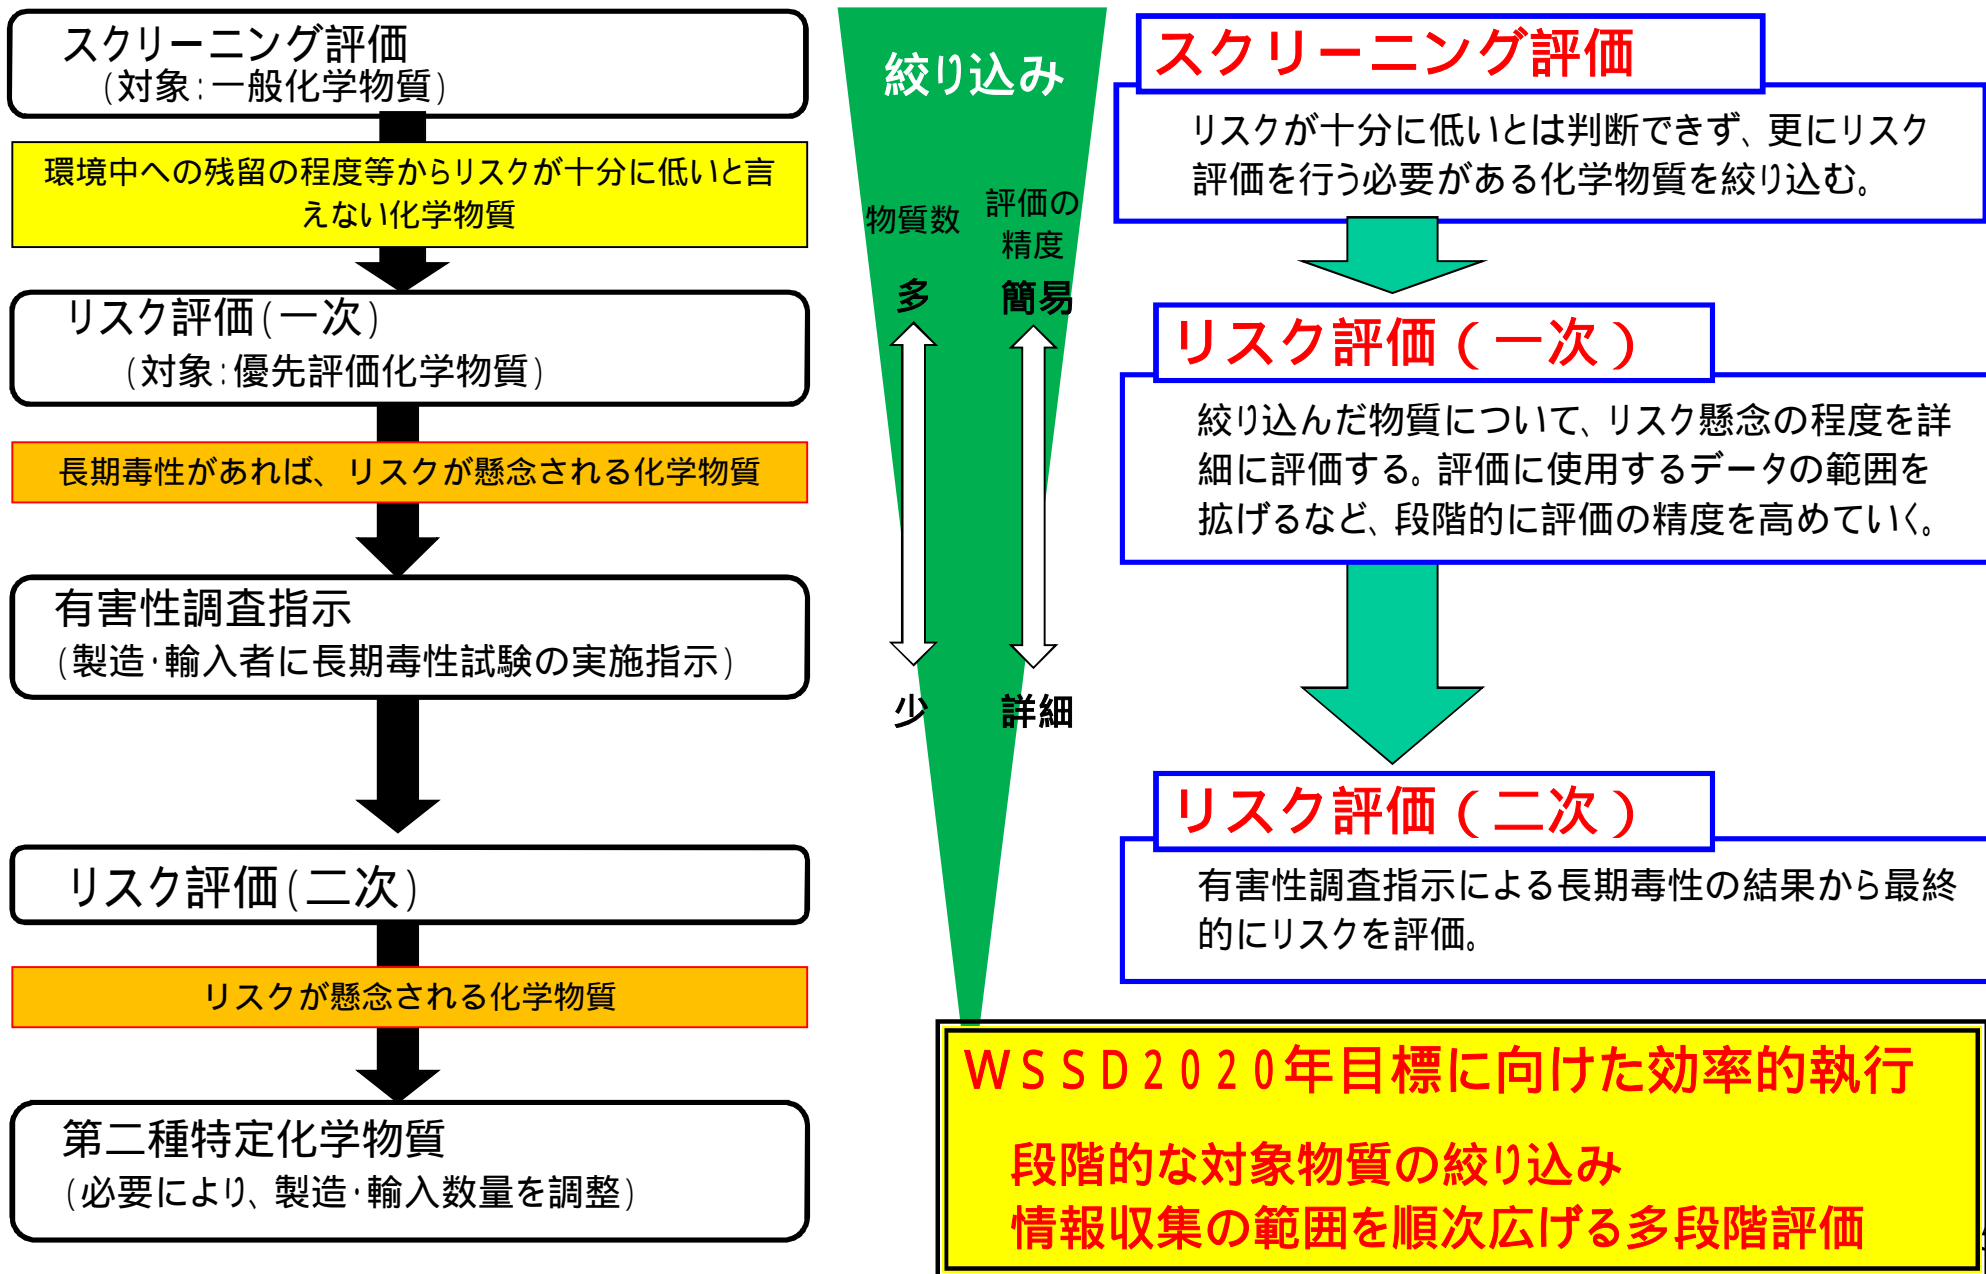 スクリーニング評価
(対象:一般化学物質)
環境中への残留の程度等からリスクが十分に低いと言
えない化学物質
リスク評価(一次)
(対象:優先評価化学物質)
長期毒性があれば、リスクが懸念される化学物質
有害性調査指示
(製造・輸入者に長期毒性試験の実施指示)
リスク評価(二次)
リスクが懸念される化学物質
第二種特定化学物質
(必要により、製造・輸入数量を調整)
絞り込み
物質数
評価の
精度
多
簡易
少
詳細
スクリーニング評価
リスクが十分に低いとは判断できず、更にリスク
評価を行う必要がある化学物質を絞り込む。
リスク評価(一次)
絞り込んだ物質について、リスク懸念の程度を詳
細に評価する。評価に使用するデータの範囲を
拡げるなど、段階的に評価の精度を高めていく。
リスク評価(二次)
有害性調査指示による長期毒性の結果から最終
的にリスクを評価。
WSSD2020年目標に向けた効率的執行
段階的な対象物質の絞り込み
情報収集の範囲を順次広げる多段階評価